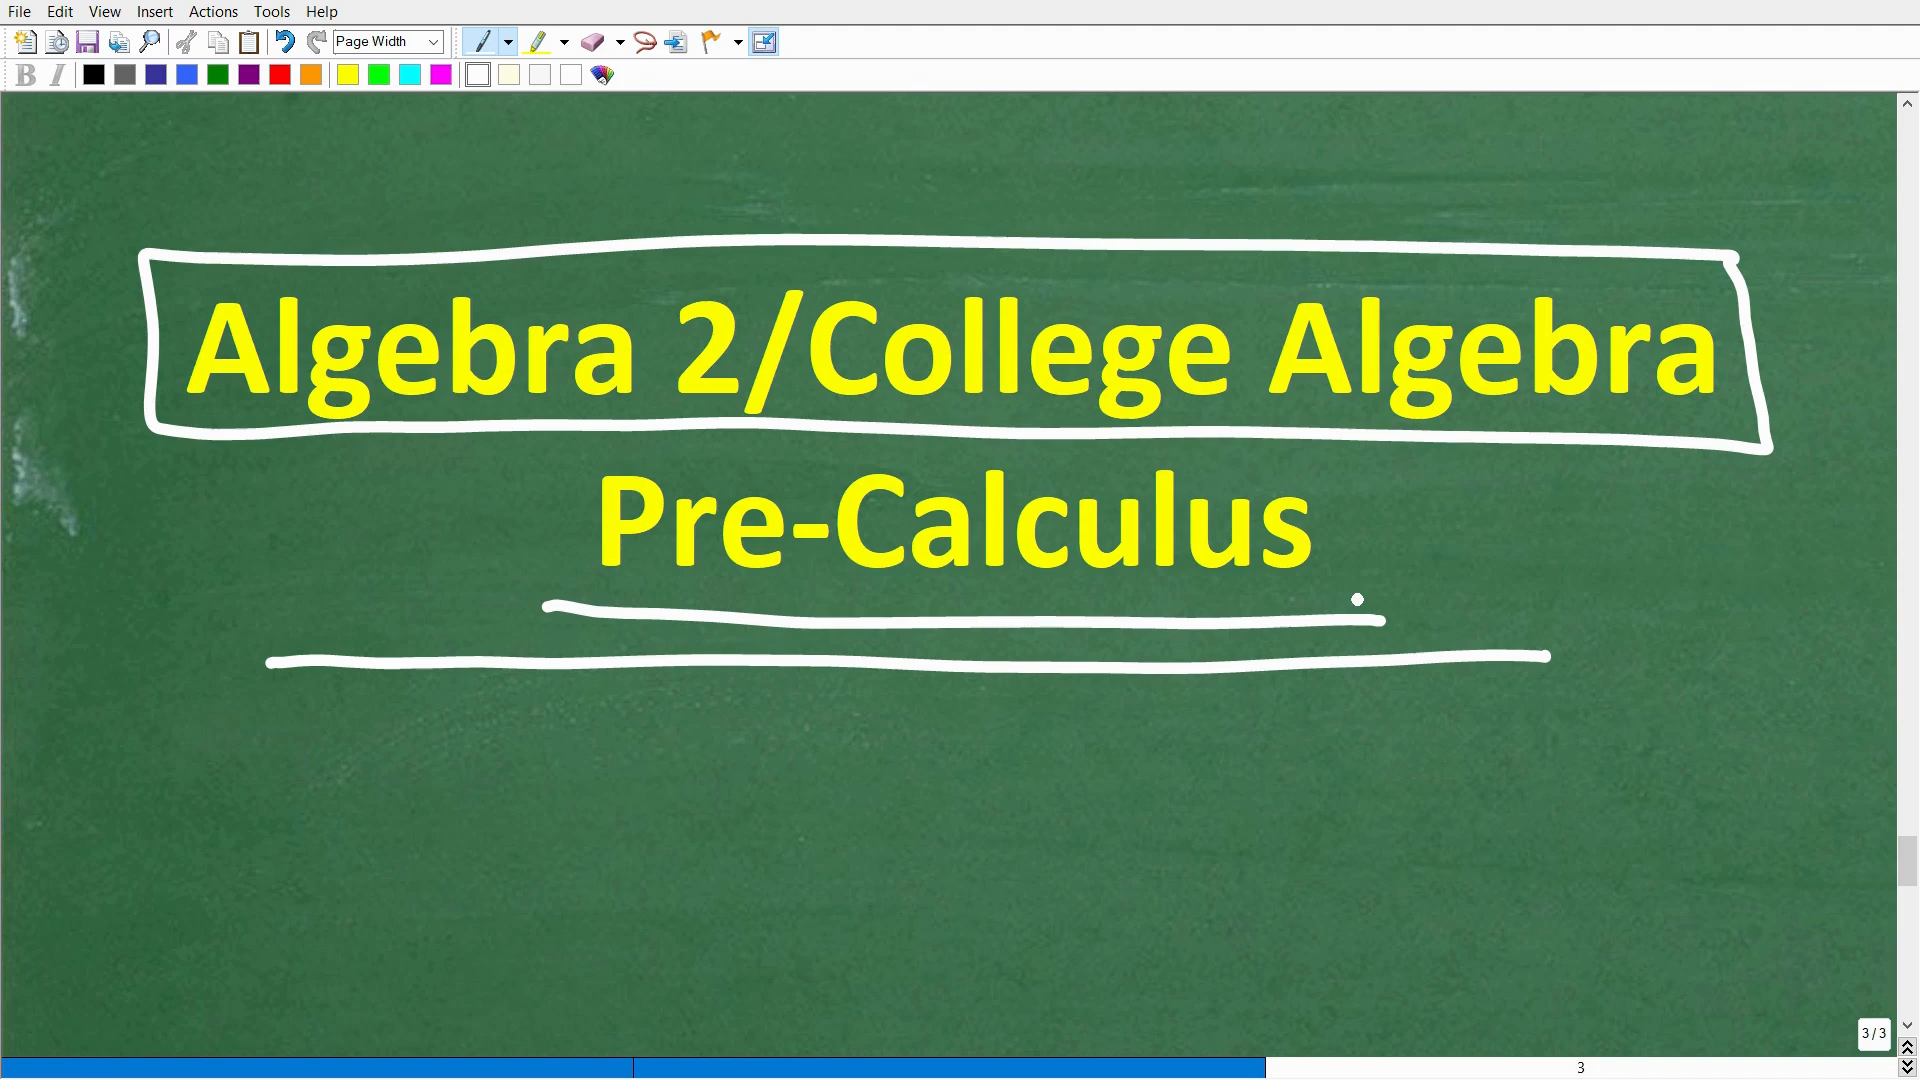 File Edit View Insert Actions Tools Help
Page Width
B I
Algebra 2/College Algebra
Pre-Calculus
3/3
3